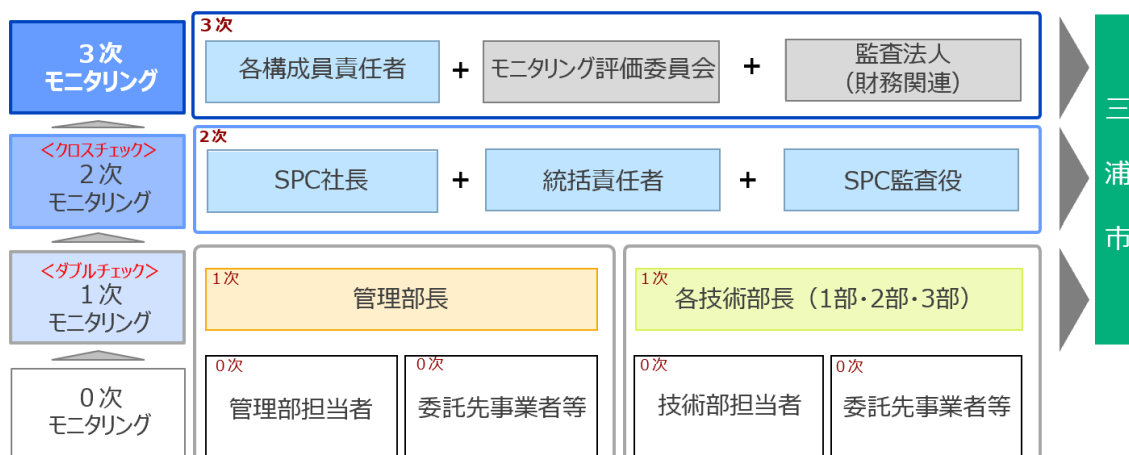 3次
モニタリング
3次
各構成員責任者
+
モニタリング評価委員会
+
監査法人
（財務関連）
<クロスチェック>
2次
モニタリング
2次
SPC社長
+
統括責任者
+
SPC監査役
<ダブルチェック>
1次
モニタリング
1次
管理部長
1次
各技術部長（1部・2部・3部）
0次
モニタリング
0次
管理部担当者
0次
委託先事業者等
0次
技術部担当者
0次
委託先事業者等
三
浦
市